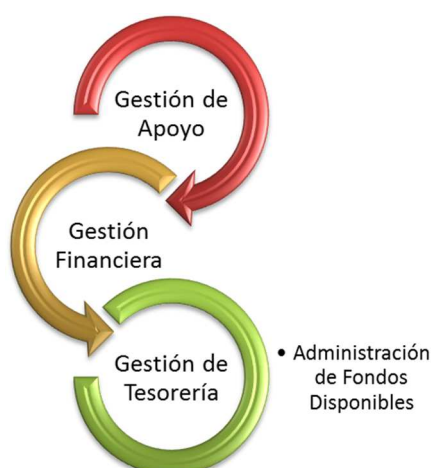 Gestión de
Apoyo
Gestión
Financiera
Gestión de
Tesorería
• Administración
de Fondos
Disponibles